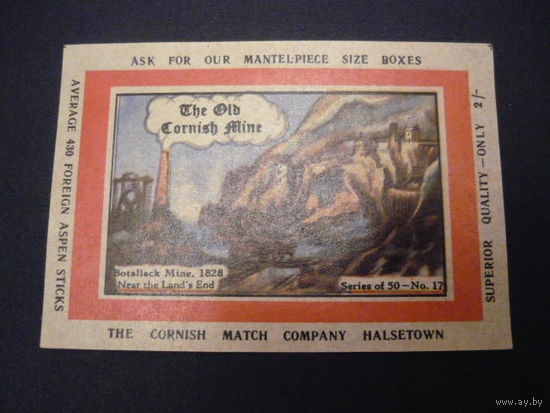 ASK FOR OUR MANTELPIECE SIZE BOXES
AVERAGE 430 FOREIGN ASPEN STICKS
The Old
Cornish Mine
Botallack Mine, 1828
Near the Land's End
Series of 50-No. 17
SUPERIOR QUALITY-ONLY 2/-
THE CORNISH MATCH COMPANY HALSETOWN
www.ay.by